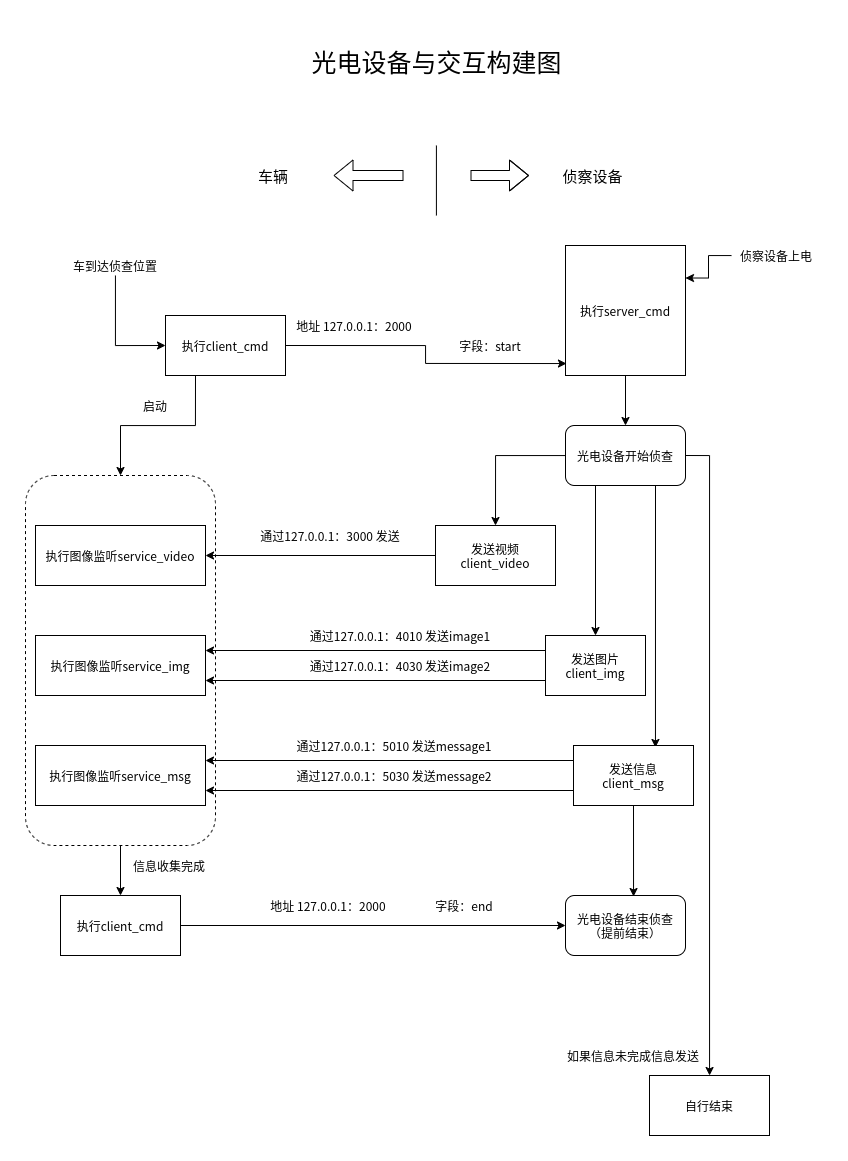 光电设备与交互构建图
车辆
侦察设备
车到达侦查位置
侦察设备上电
执行client_cmd
地址 127.0.0.1：2000
字段：start
执行server_cmd
启动
光电设备开始侦查
执行图像监听service_video
通过127.0.0.1：3000 发送
发送视频
client_video
执行图像监听service_img
通过127.0.0.1：4010 发送image1
通过127.0.0.1：4030 发送image2
发送图片
client_img
执行图像监听service_msg
通过127.0.0.1：5010 发送message1
通过127.0.0.1：5030 发送message2
发送信息
client_msg
信息收集完成
执行client_cmd
地址 127.0.0.1：2000
字段：end
光电设备结束侦查
（提前结束）
如果信息未完成信息发送
自行结束